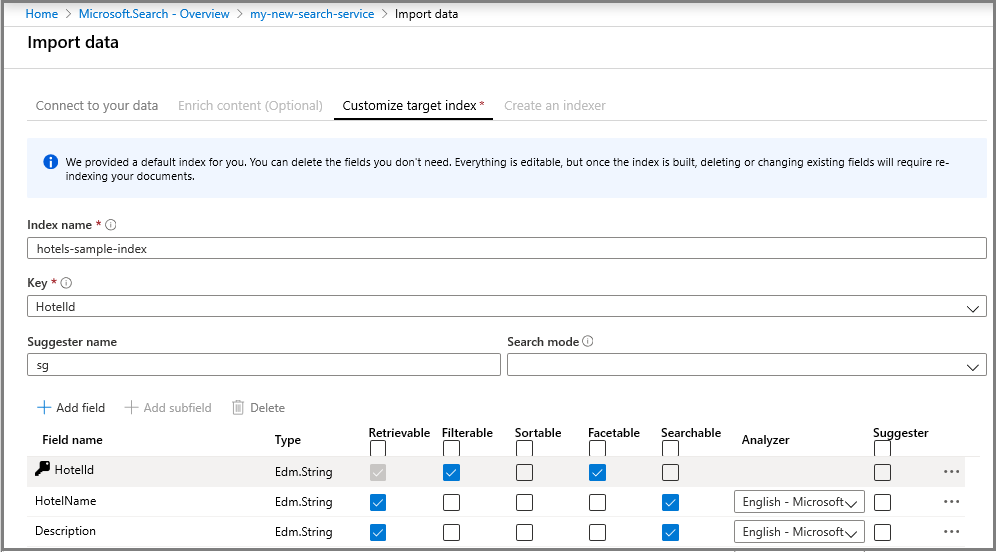 Home > Microsoft.Search - Overview > my-new-search-service > Import data
Import data
Connect to your data Enrich content (Optional) Customize target index * Create an indexer
We provided a default index for you. You can delete the fields you don't need. Everything is editable, but once the index is built, deleting or changing existing fields will require re-
indexing your documents.
Index name *
hotels-sample-index
Key *
HotelId
Suggester name Search mode
sg
Add field Add subfield Delete
Field name Type Retrievable Filterable Sortable Facetable Searchable Analyzer Suggester
HotelId Edm.String
HotelName Edm.String English - Microsoft
Description Edm.String English - Microsoft